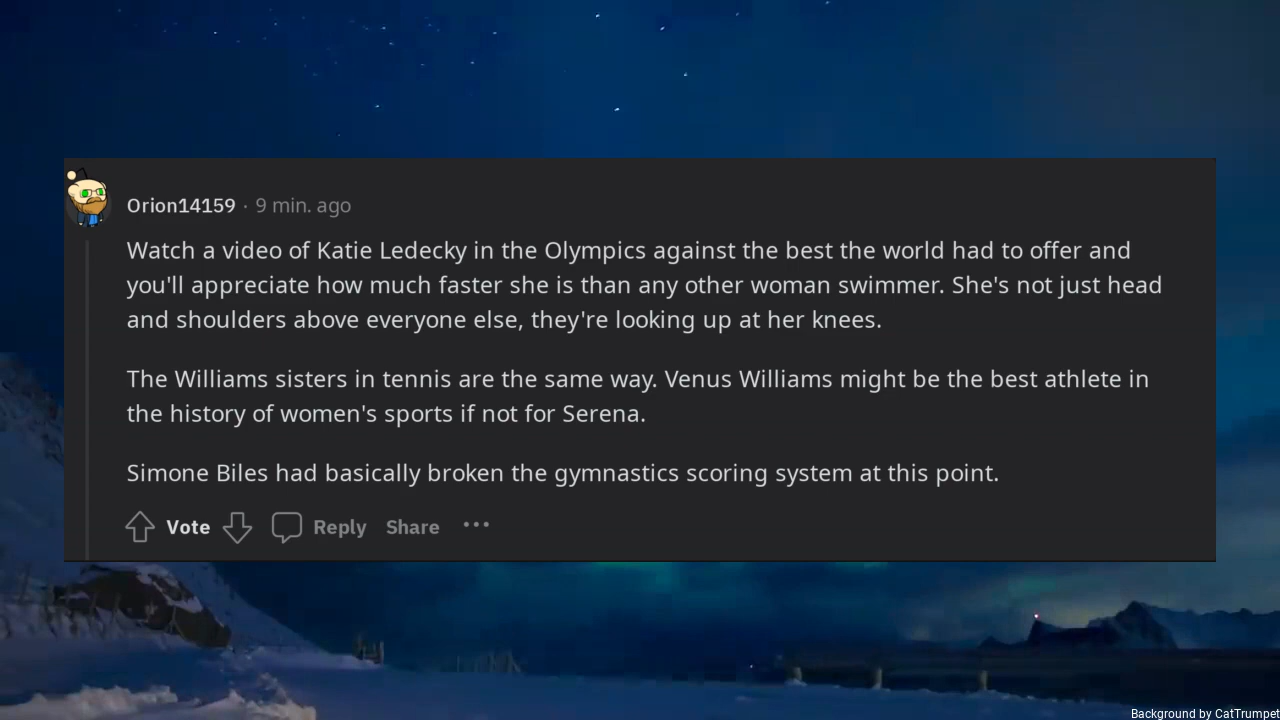 Orion14159 · 9 min. ago
Watch a video of Katie Ledecky in the Olympics against the best the world had to offer and
you'll appreciate how much faster she is than any other woman swimmer. She's not just head
and shoulders above everyone else, they're looking up at her knees.
The Williams sisters in tennis are the same way. Venus Williams might be the best athlete in
the history of women's sports if not for Serena.
Simone Biles had basically broken the gymnastics scoring system at this point.
Vote Reply Share ···
Background by CatTrumpet